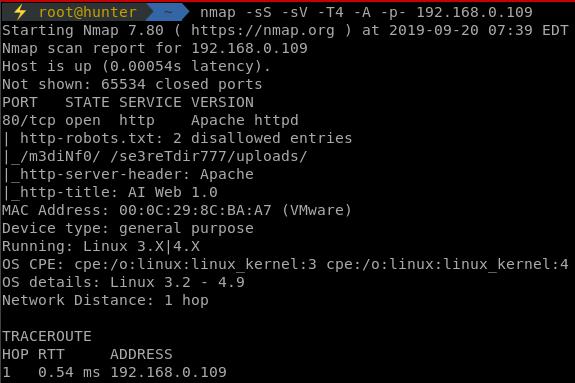 ⚡ root@hunter ~ nmap -sS -sV -T4 -A -p- 192.168.0.109
Starting Nmap 7.80 ( https://nmap.org ) at 2019-09-20 07:39 EDT
Nmap scan report for 192.168.0.109
Host is up (0.00054s latency).
Not shown: 65534 closed ports
PORT   STATE SERVICE VERSION
80/tcp open  http    Apache httpd
| http-robots.txt: 2 disallowed entries
|_/m3diNf0/ /se3reTdir777/uploads/
|_http-server-header: Apache
|_http-title: AI Web 1.0
MAC Address: 00:0C:29:8C:BA:A7 (VMware)
Device type: general purpose
Running: Linux 3.X|4.X
OS CPE: cpe:/o:linux:linux_kernel:3 cpe:/o:linux:linux_kernel:4
OS details: Linux 3.2 - 4.9
Network Distance: 1 hop
TRACEROUTE
HOP RTT     ADDRESS
1   0.54 ms 192.168.0.109